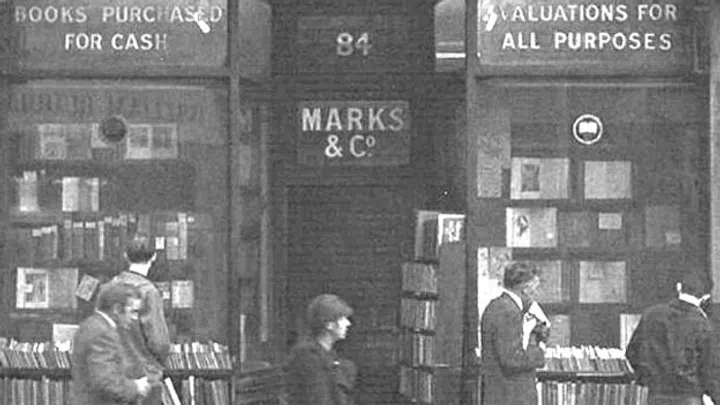 BOOKS PURCHASED
FOR CASH
84
MARKS
& Co
VALUATIONS FOR
ALL PURPOSES